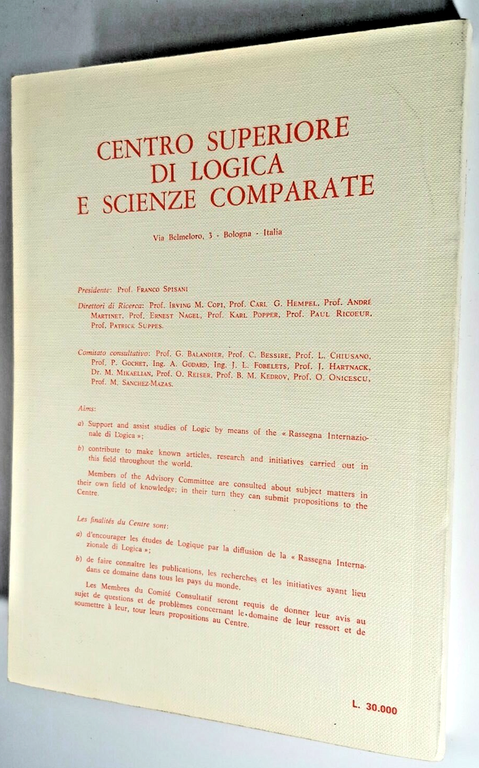 CENTRO SUPERIORE
DI LOGICA
E SCIENZE COMPARATE
Via Belmeloro, 3 - Bologna - Italia
Presidente: Prof. Franco Spisani
Direttori di Ricerca: Prof. Irving M. Copi, Prof. Carl G. Hempel, Prof. André
Martinet, Prof. Ernest Nagel, Prof. Karl Popper, Prof. Paul Ricoeur,
Prof. Patrick Suppes.
Comitato consultativo: Prof. G. Balandier, Prof. C. Bessire, Prof. L. Chiusano,
Prof. P. Gochet, Ing. A. Godard, Ing. J. L. Fobelets, Prof. J. Hartnack,
Dr. M. Mikaelian, Prof. O. Reiser, Prof. B. M. Kedrov, Prof. O. Onicescu,
Prof. M. Sanchez-Mazas.
Aims:
a) Support and assist studies of Logic by means of the « Rassegna Internazio-
nale di Logica »;
b) contribute to make known articles, research and initiatives carried out in
this field throughout the world.
Members of the Advisory Committee are consulted about subject matters in
their own field of knowledge; in their turn they can submit propositions to the
Centre.
Les finalités du Centre sont:
a) d'encourager les études de Logique par la diffusion de la « Rassegna Interna-
zionale di Logica »;
b) de faire connaître les publications, les recherches et les initiatives ayant lieu
dans ce domaine dans tous les pays du monde.
Les Membres du Comité Consultatif seront requis de donner leur avis au
sujet de questions et de problèmes concernant le domaine de leur ressort et de
soumettre à leur, tour leurs propositions au Centre.
L. 30.000